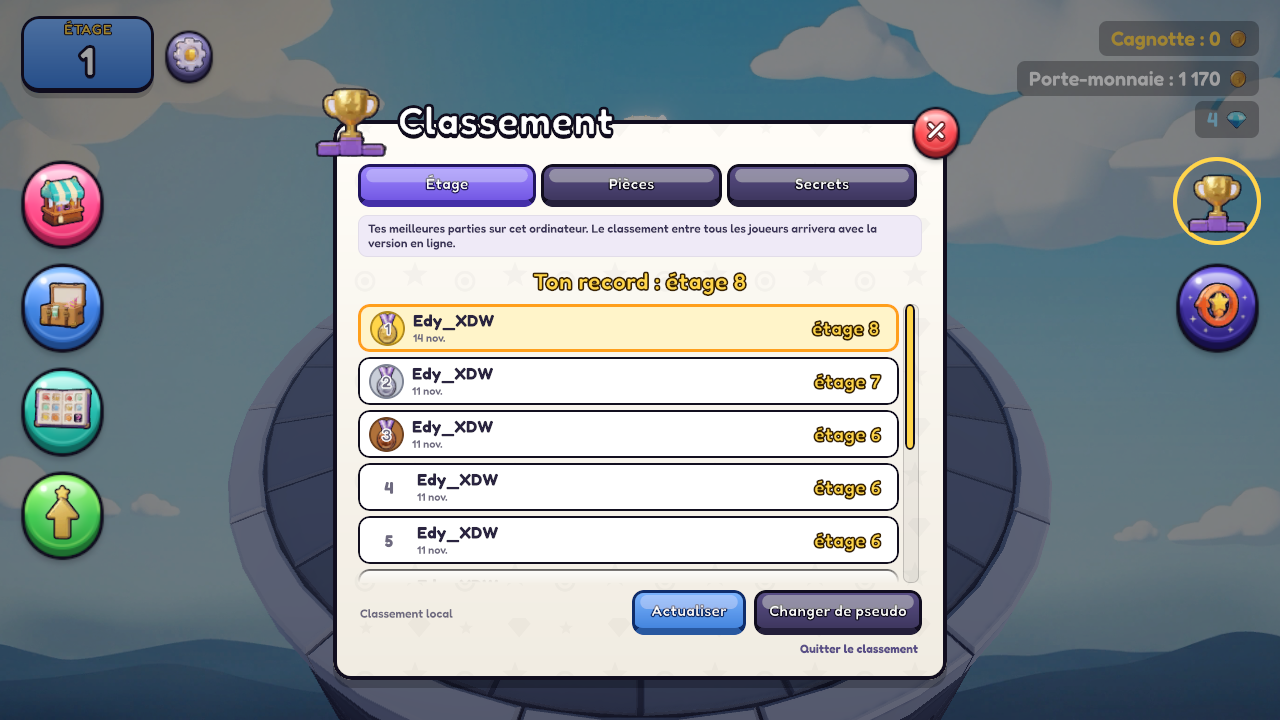 ÉTAGE
1
Cagnotte : 0
Porte-monnaie : 1 170
4
Classement
Étage
Pièces
Secrets
Tes meilleures parties sur cet ordinateur. Le classement entre tous les joueurs arrivera avec la
version en ligne.
Ton record : étage 8
1
Edy_XDW
14 nov.
étage 8
2
Edy_XDW
11 nov.
étage 7
3
Edy_XDW
11 nov.
étage 6
4
Edy_XDW
11 nov.
étage 6
5
Edy_XDW
11 nov.
étage 6
Classement local
Actualiser
Changer de pseudo
Quitter le classement